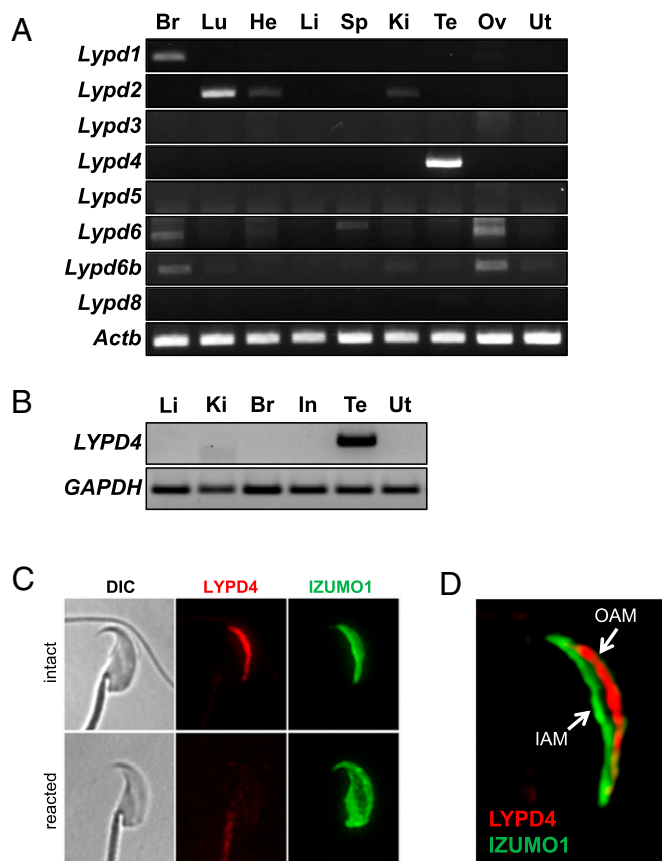 A
Br Lu He Li Sp Ki Te Ov Ut
Lypd1
Lypd2
Lypd3
Lypd4
Lypd5
Lypd6
Lypd6b
Lypd8
Actb
B
Li Ki Br In Te Ut
LYPD4
GAPDH
C
DIC LYPD4 IZUMO1
intact
reacted
D
OAM
IAM
LYPD4
IZUMO1